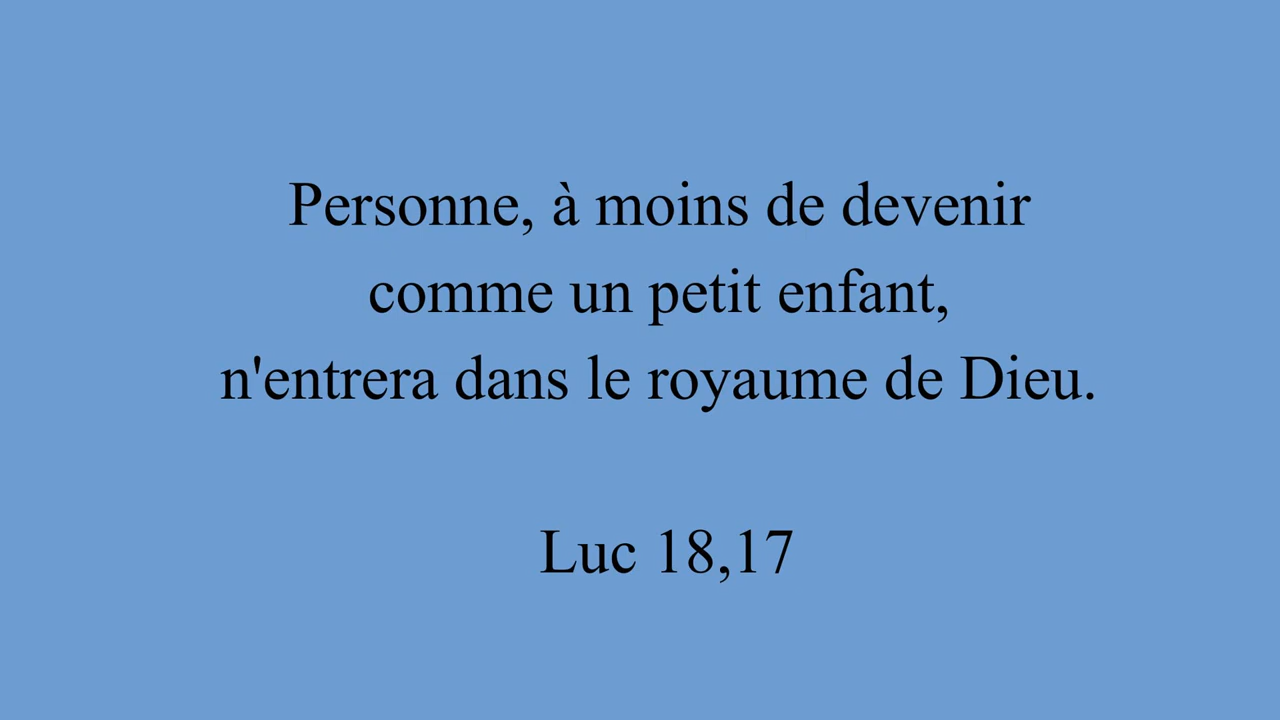 Personne, à moins de devenir
comme un petit enfant,
n'entrera dans le royaume de Dieu.
Luc 18,17